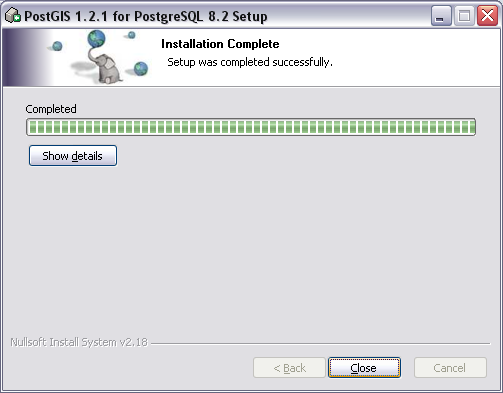 PostGIS 1.2.1 for PostgreSQL 8.2 Setup
Installation Complete
Setup was completed successfully.
Completed
Show details
Nullsoft Install System v2.18
< Back
Close
Cancel